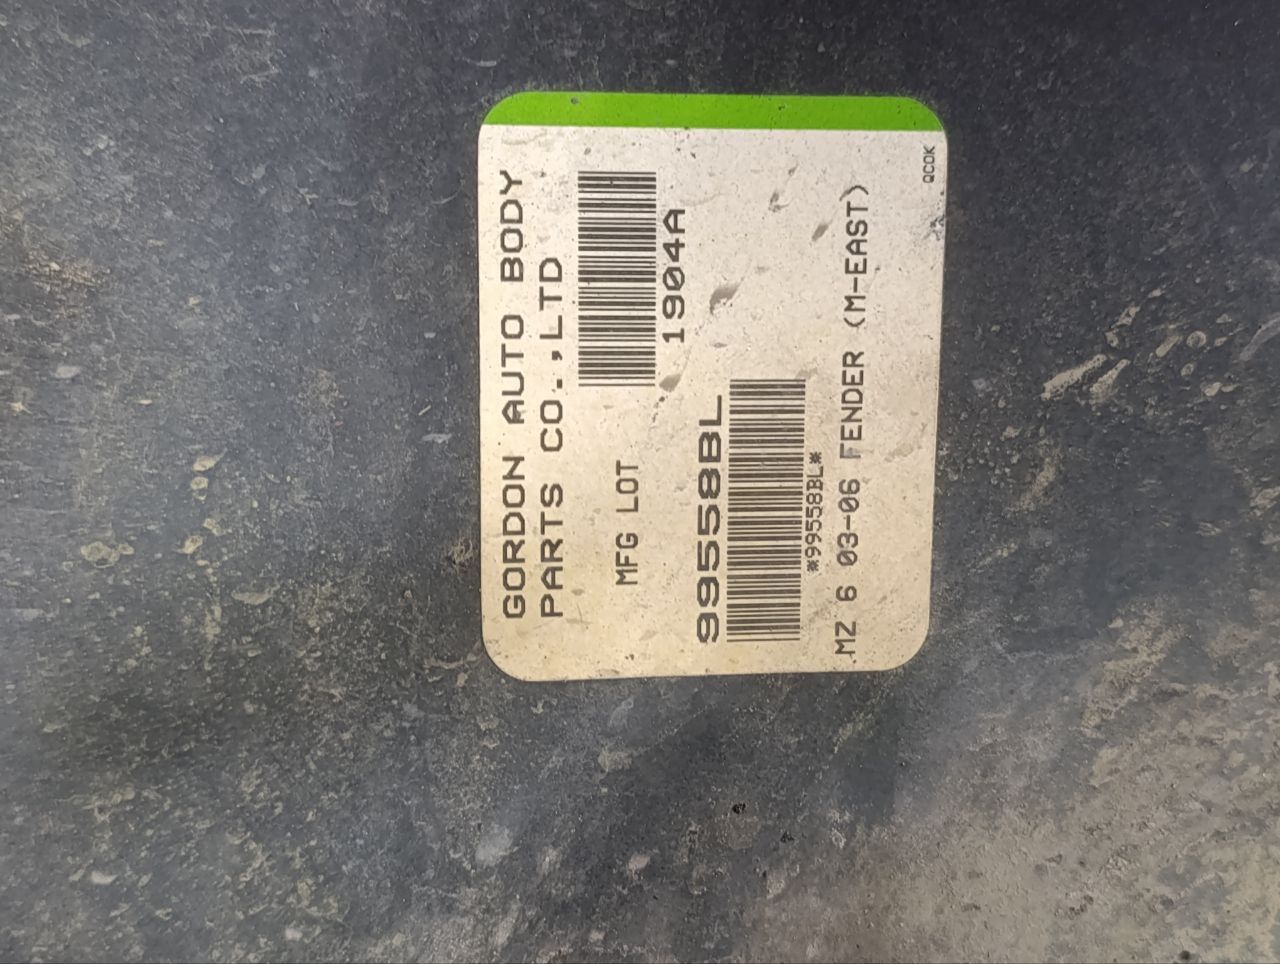 GORDON AUTO BODY
PARTS CO.,LTD
MFG LOT
1904A
99558BL
*99558BL*
MZ 6 03-06 FENDER (M-EAST)
QCOK